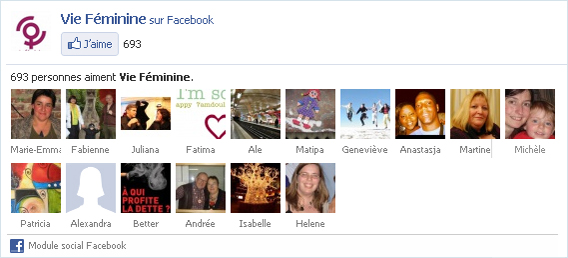 Vie Féminine sur Facebook
J'aime 693
693 personnes aiment Vie Féminine.
I'm so
appy Tamdoul
Marie-Emma Fabienne Juliana Fatima Ale Matipa Geneviève Anastasja Martine Michèle
À QUI
PROFITE
LA DETTE ?
Patricia Alexandra Better Andrée Isabelle Helene
Module social Facebook